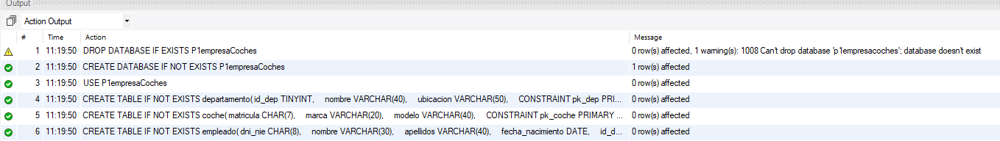 Output
Action Output
# Time Action Message
1 11:19:50 DROP DATABASE IF EXISTS P1empresaCoches 0 row(s) affected, 1 warning(s): 1008 Can't drop database 'p1empresacoches'; database doesn't exist
2 11:19:50 CREATE DATABASE IF NOT EXISTS P1empresaCoches 1 row(s) affected
3 11:19:50 USE P1empresaCoches 0 row(s) affected
4 11:19:50 CREATE TABLE IF NOT EXISTS departamento( id_dep TINYINT, nombre VARCHAR(40), ubicacion VARCHAR(50), CONSTRAINT pk_dep PRI... 0 row(s) affected
5 11:19:50 CREATE TABLE IF NOT EXISTS coche( matricula CHAR(7), marca VARCHAR(20), modelo VARCHAR(40), CONSTRAINT pk_coche PRIMARY ... 0 row(s) affected
6 11:19:50 CREATE TABLE IF NOT EXISTS empleado( dni_nie CHAR(8), nombre VARCHAR(30), apellidos VARCHAR(40), fecha_nacimiento DATE, id_d... 0 row(s) affected